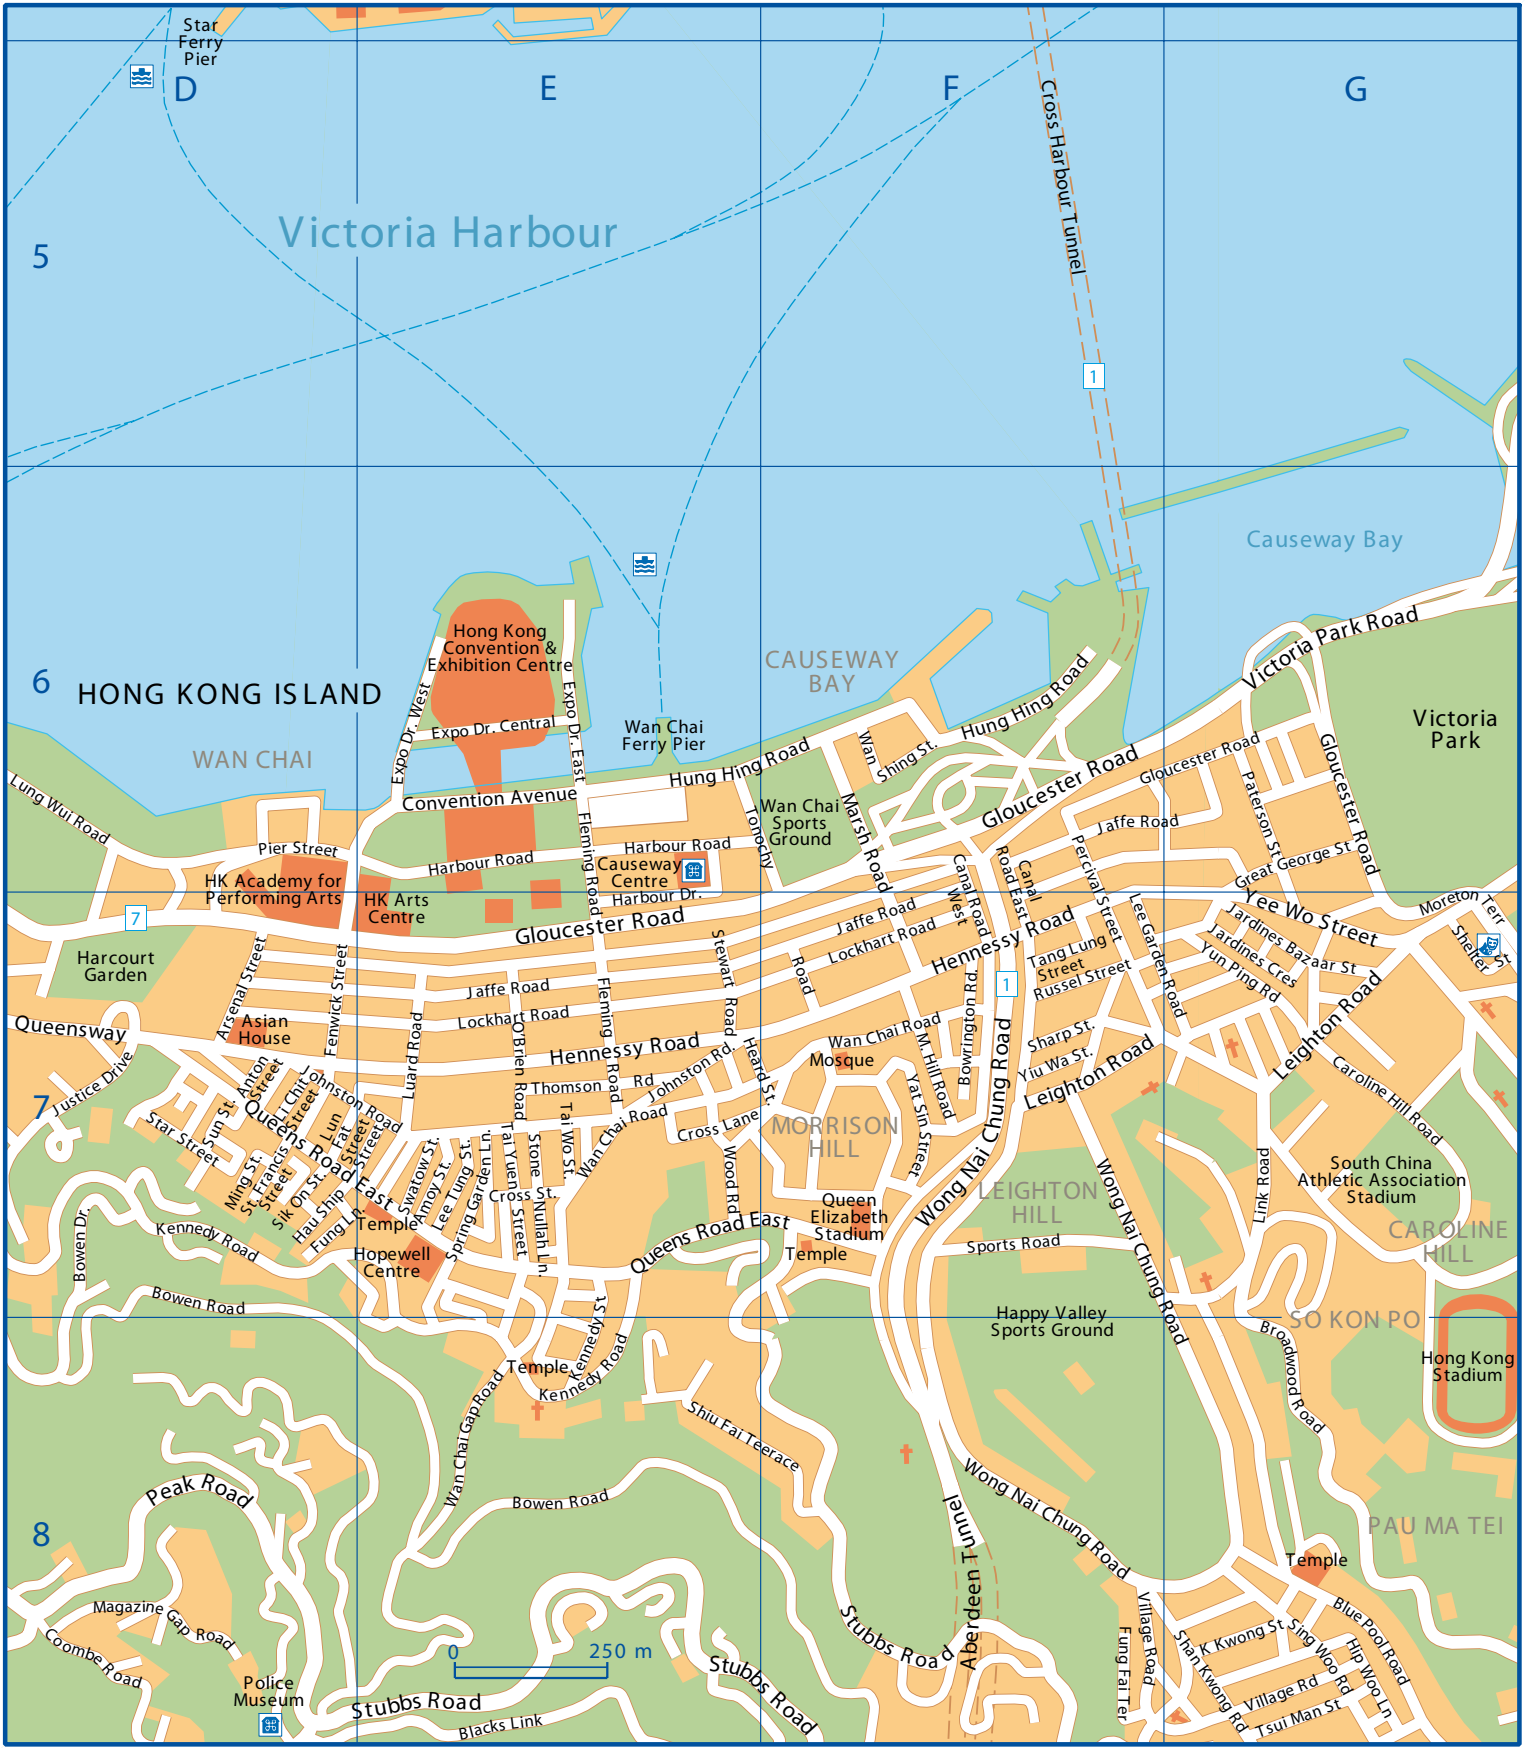 Star
Ferry
Pier
D
E
F
G
Cross Harbour Tunnel
Victoria Harbour
5
1
Causeway Bay
6
HONG KONG ISLAND
WAN CHAI
Hong Kong
Convention &
Exhibition Centre
Expo Dr. West
Expo Dr. Central
Expo Dr. East
Wan Chai
Ferry Pier
CAUSEWAY
BAY
Hung Hing Road
Victoria Park Road
Victoria
Park
Lung Wui Road
Convention Avenue
Hung Hing Road
Wan
Shing St.
Gloucester Road
Gloucester Road
Gloucester Road
Paterson St.
Jaffe Road
Great George St
Pier Street
Harbour Road
Harbour Road
Fleming Road
Tonochy
Wan Chai
Sports
Ground
Marsh Road
Causeway
Centre
Harbour Dr.
HK Academy for
Performing Arts
HK Arts
Centre
7
Gloucester Road
Canal Road
West
Canal
Road East
Percival Street
Yee Wo Street
Moreton Terr
Shelter St
Harcourt
Garden
Arsenal Street
Fenwick Street
Jaffe Road
Lockhart Road
Hennessy Road
Jaffe Road
Lockhart Road
Hennessy Road
Stewart Road
Road
Fleming Road
Luard Road
O'Brien Road
Tang Lung
Street
Russel Street
Lee Garden Road
Jardines Bazaar St
Jardines Cres
Yun Ping Rd
Leighton Road
1
Queensway
Asian
House
Justice Drive
7
Thomson Rd
Johnston Rd.
Johnston Road
Heard St.
Wan Chai Road
Mosque
M. Hill Road
Bowrington Rd.
Sharp St.
Yiu Wa St.
Leighton Road
Caroline Hill Road
Anton
Street
Li Chit
Street
Sun St.
Star Street
Queens Road East
Lun
Fat
Street
Street
Ming St.
St. Francis
Street
Sik On St.
Hau Ship
Fung Ln.
Temple
Swatow St.
Amroy St.
Lee Tung St.
Spring Garden Ln.
Tai Yuen Street
Cross St.
Stone Nullah Ln.
Tai Wo St.
Wan Chai Road
Cross Lane
Wood Rd
MORRISON
HILL
Yat Sin Street
Wong Nai Chung Road
Queen
Elizabeth
Stadium
Temple
LEIGHTON
HILL
Sports Road
Wong Nai Chung Road
Link Road
South China
Athletic Association
Stadium
CAROLINE
HILL
Bowen Dr.
Kennedy Road
Hopewell
Centre
Queens Road East
Bowen Road
Kennedy St.
Kennedy Road
Temple
Happy Valley
Sports Ground
SO KON PO
Broadwood Road
Hong Kong
Stadium
Wan Chai Gap Road
Shiu Fai Teerace
Peak Road
Bowen Road
Wong Nai Chung Road
Aberdeen Tunnel
PAU MA TEI
8
Temple
Magazine Gap Road
Coombe Road
Stubbs Road
Village Road
Fung Fai Ter
Shan Kwong Rd
K Kwong St
Sing Woo Rd
Blue Pool Road
Hip Woo Ln
Village Rd
Tsui Man St
0 250 m
Police
Museum
Stubbs Road
Blacks Link
Stubbs Road